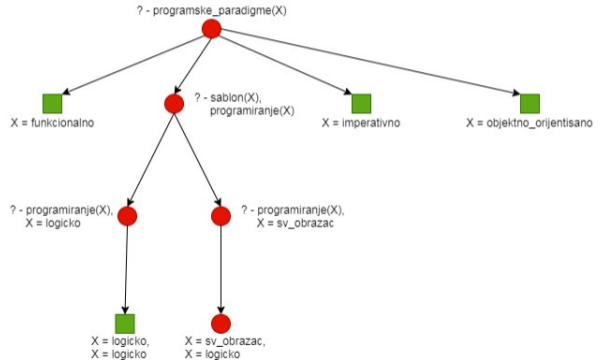 ? - programske_paradigme(X)
X = funkcionalno
? - sablon(X),
programiranje(X)
X = imperativno
X = objektno_orijentisano
? - programiranje(X),
X = logicko
? - programiranje(X),
X = sv_obrazac
X = logicko,
X = logicko
X = sv_obrazac,
X = logicko